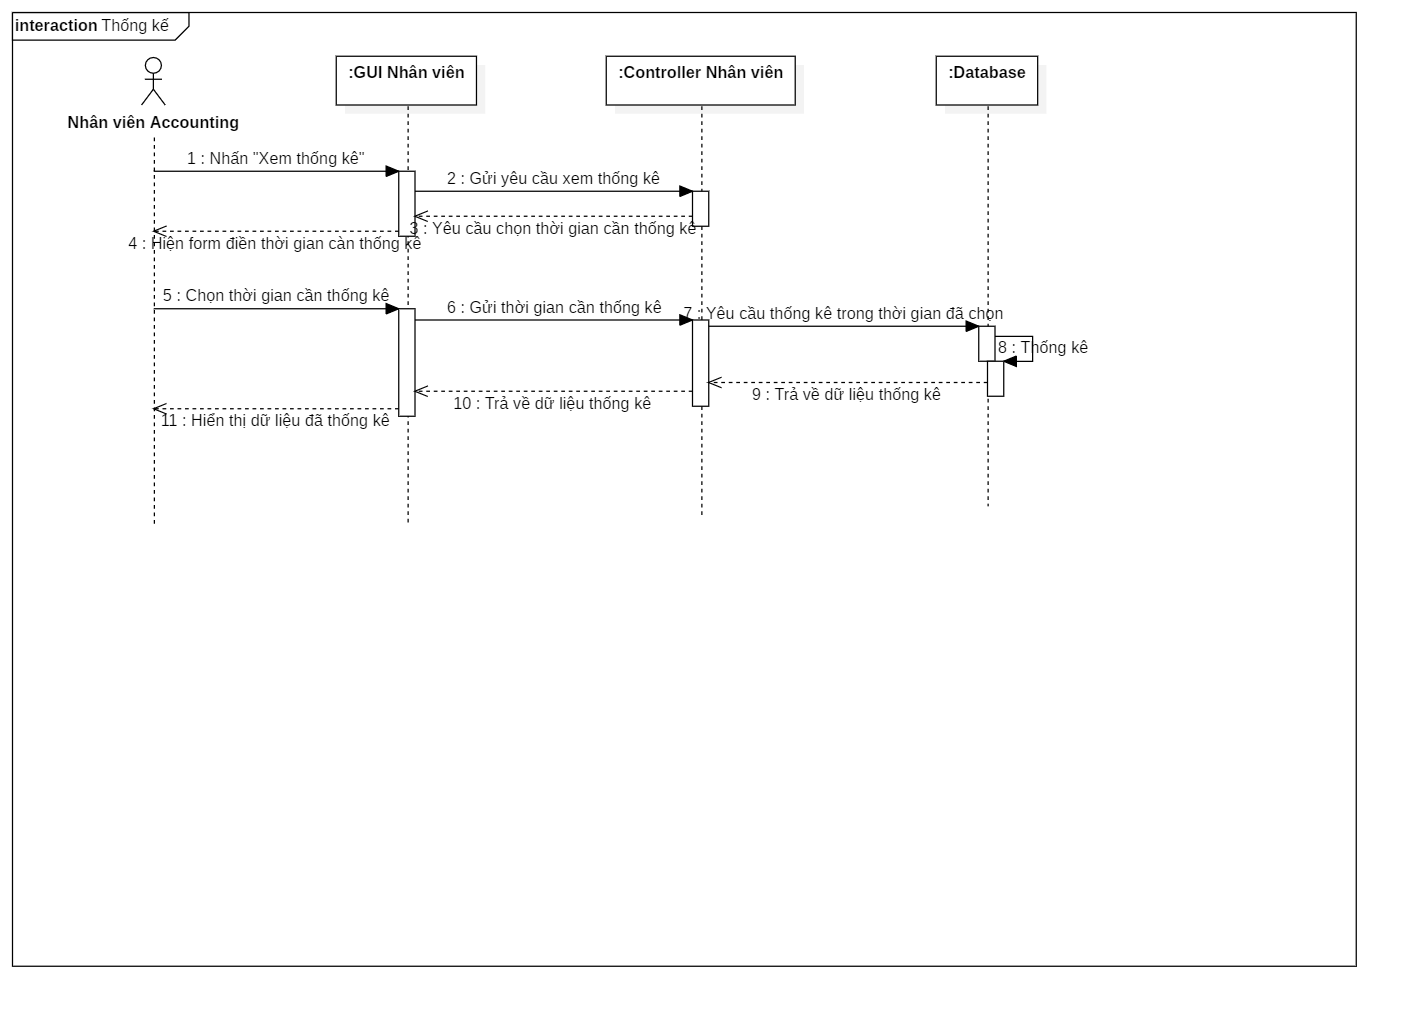 interaction Thống kế
:GUI Nhân viên
:Controller Nhân viên
:Database
Nhân viên Accounting
1 : Nhấn "Xem thống kê"
2 : Gửi yêu cầu xem thống kê
3 : Yêu cầu chọn thời gian cần thống kê
4 : Hiện form điền thời gian càn thống kê
5 : Chọn thời gian cần thống kê
6 : Gửi thời gian cần thống kê
7 : Yêu cầu thống kê trong thời gian đã chọn
8 : Thống kê
9 : Trả về dữ liệu thống kê
10 : Trả về dữ liệu thống kê
11 : Hiển thị dữ liệu đã thống kê